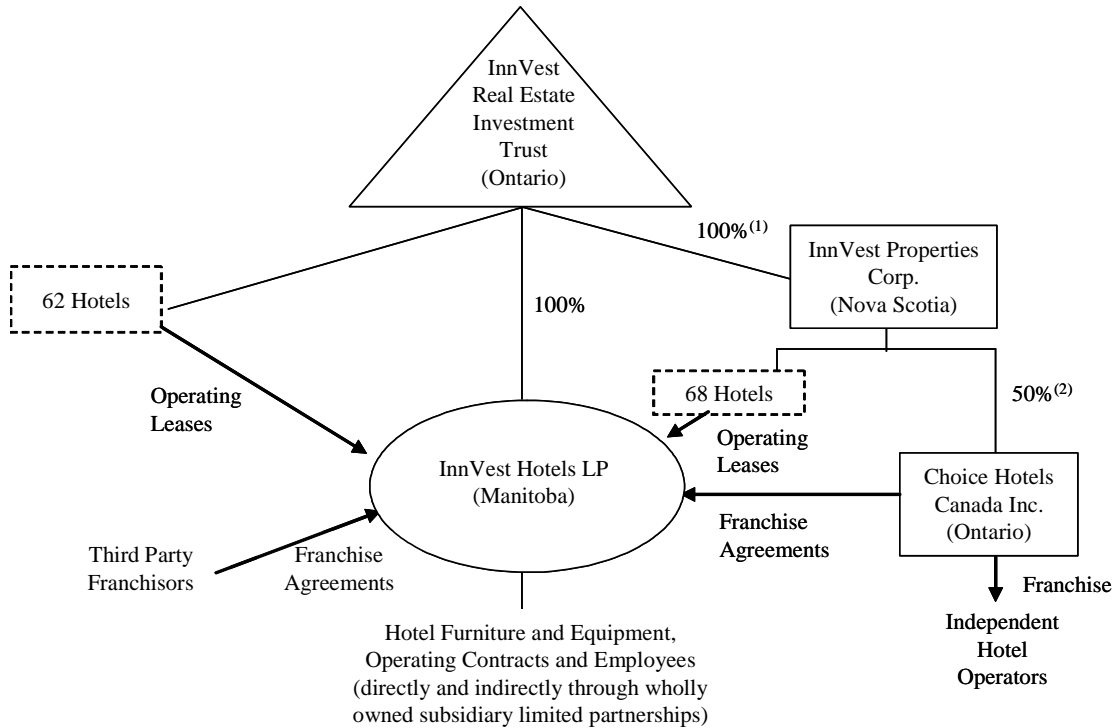 InnVest
Real Estate
Investment
Trust
(Ontario)
100%(1)
InnVest Properties
Corp.
(Nova Scotia)
62 Hotels
100%
68 Hotels
50%(2)
Operating
Leases
Operating
Leases
InnVest Hotels LP
(Manitoba)
Choice Hotels
Canada Inc.
(Ontario)
Franchise
Agreements
Third Party
Franchisors
Franchise
Agreements
Franchise
Independent
Hotel
Operators
Hotel Furniture and Equipment,
Operating Contracts and Employees
(directly and indirectly through wholly
owned subsidiary limited partnerships)